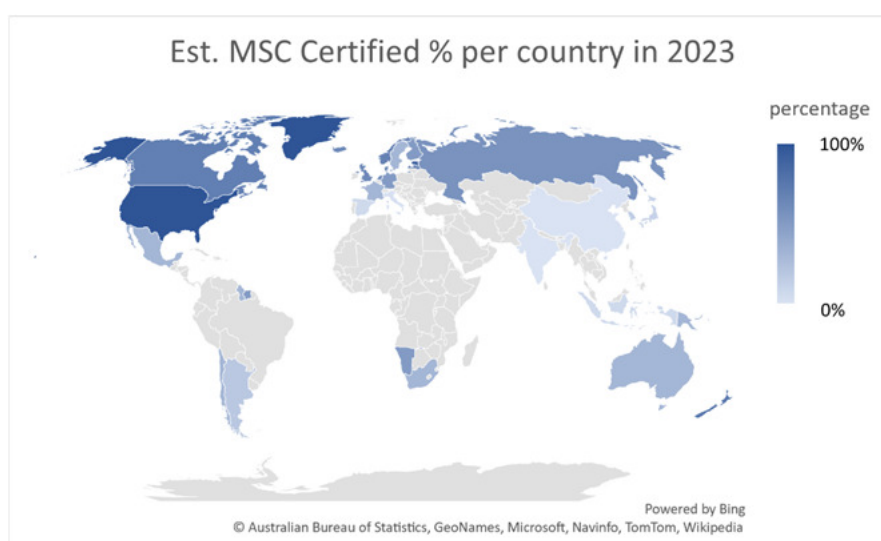 Est. MSC Certified % per country in 2023
percentage
100%
0%
Powered by Bing
© Australian Bureau of Statistics, GeoNames, Microsoft, Navinfo, TomTom, Wikipedia